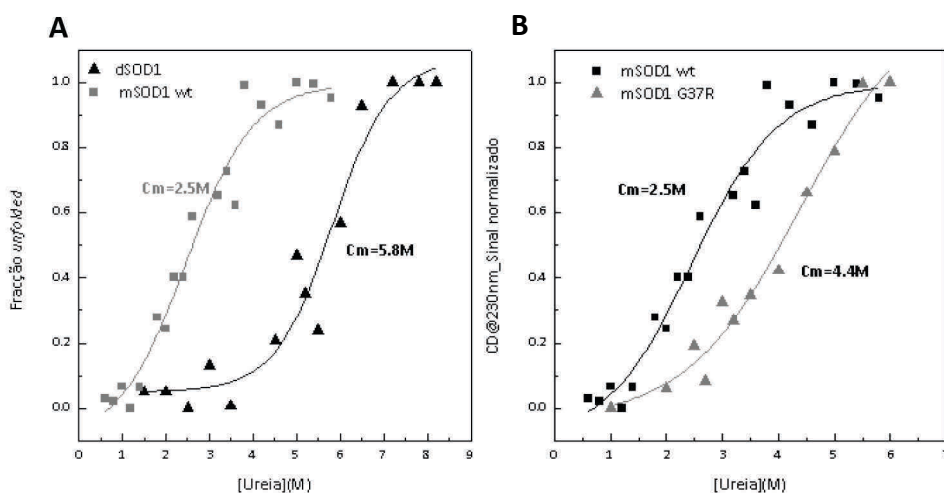 A
dSOD1
mSOD1 wt
Cm=2.5M
Cm=5.8M
Fracção unfolded
1.0
0.8
0.6
0.4
0.2
0.0
1 2 3 4 5 6 7 8 9
[Ureia](M)
B
mSOD1 wt
mSOD1 G37R
Cm=2.5M
Cm=4.4M
CD@230nm_Sinal normalizado
1.0
0.8
0.6
0.4
0.2
0.0
0 1 2 3 4 5 6 7
[Ureia](M)